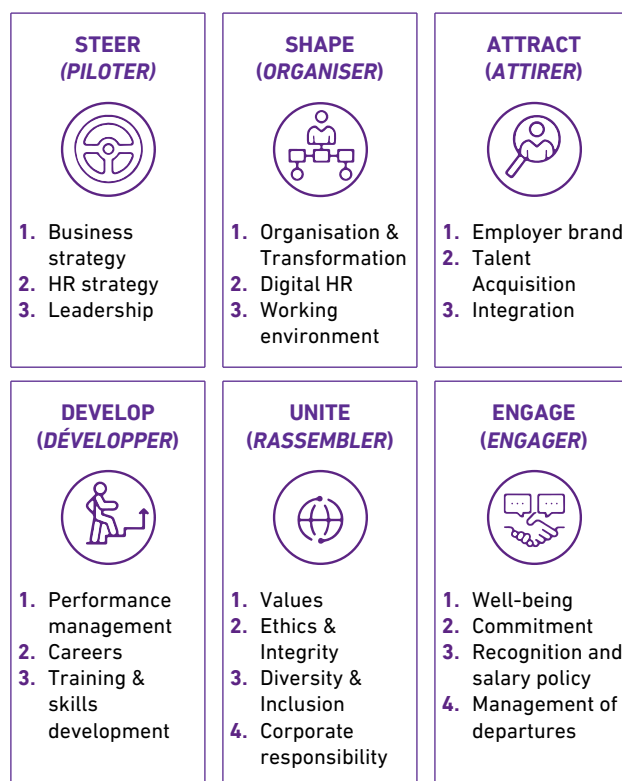 STEER
(PILOTER)
1. Business
strategy
2. HR strategy
3. Leadership
SHAPE
(ORGANISER)
1. Organisation &
Transformation
2. Digital HR
3. Working
environment
ATTRACT
(ATTIRER)
1. Employer brand
2. Talent
Acquisition
3. Integration
DEVELOP
(DÉVELOPPER)
1. Performance
management
2. Careers
3. Training &
skills
development
UNITE
(RASSEMBLER)
1. Values
2. Ethics &
Integrity
3. Diversity &
Inclusion
4. Corporate
responsibility
ENGAGE
(ENGAGER)
1. Well-being
2. Commitment
3. Recognition and
salary policy
4. Management of
departures